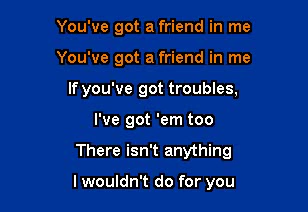 You've got a friend in me
You've got a friend in me
If you've got troubles,
I've got 'em too
There isn't anything
I wouldn't do for you